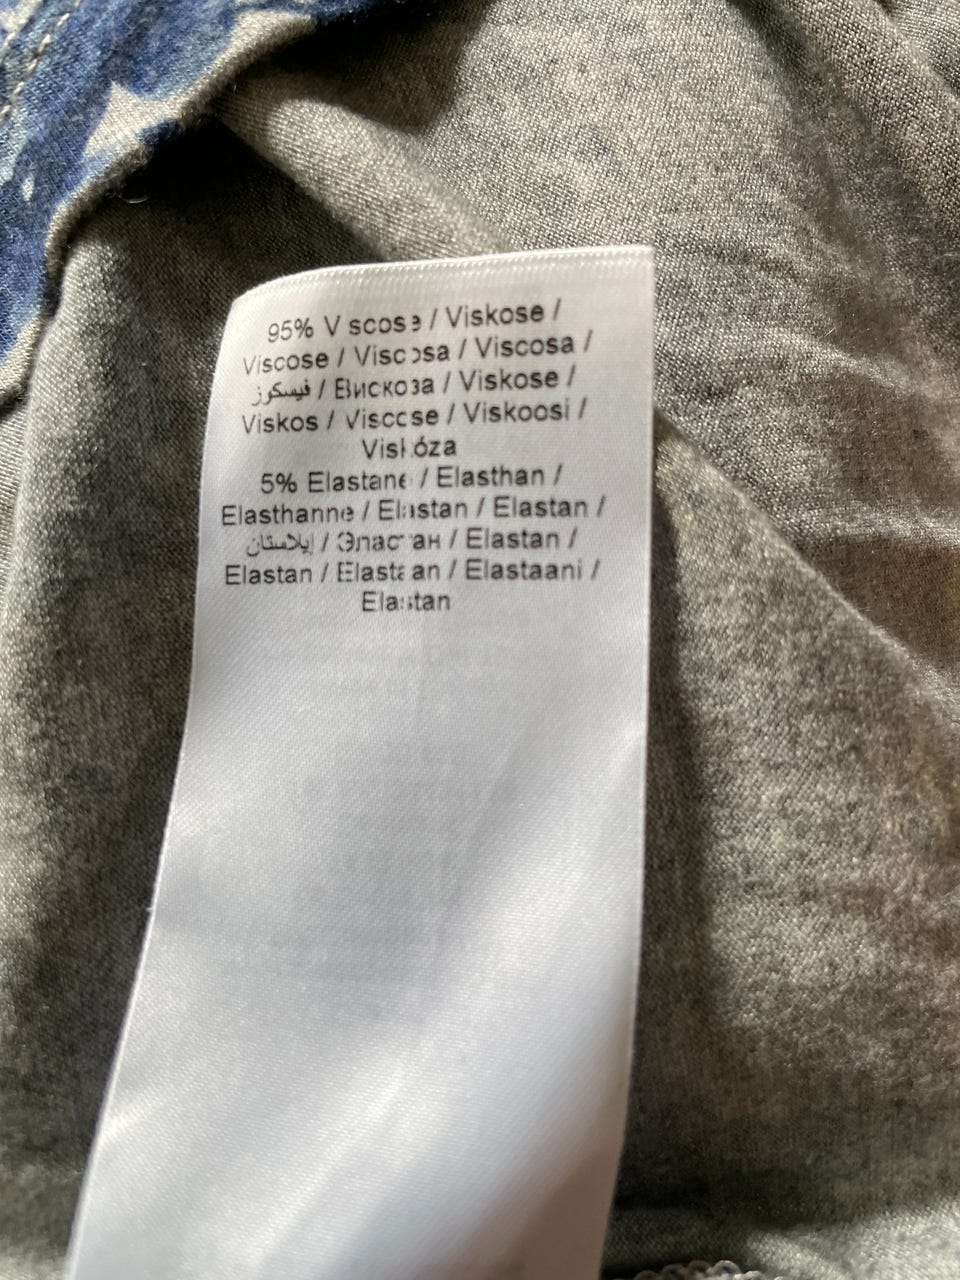 95% Viscose / Viskose /
Viscose / Viscosa / Viscosa /
فيسكوز / Вискоза / Viskose /
Viskos / Viscose / Viskoosi /
Viskóza
5% Elastane / Elasthan /
Elasthanne / Elastan / Elastan /
إيلاستان / Эластан / Elastan /
Elastan / Elastaan / Elastaani /
Elastan